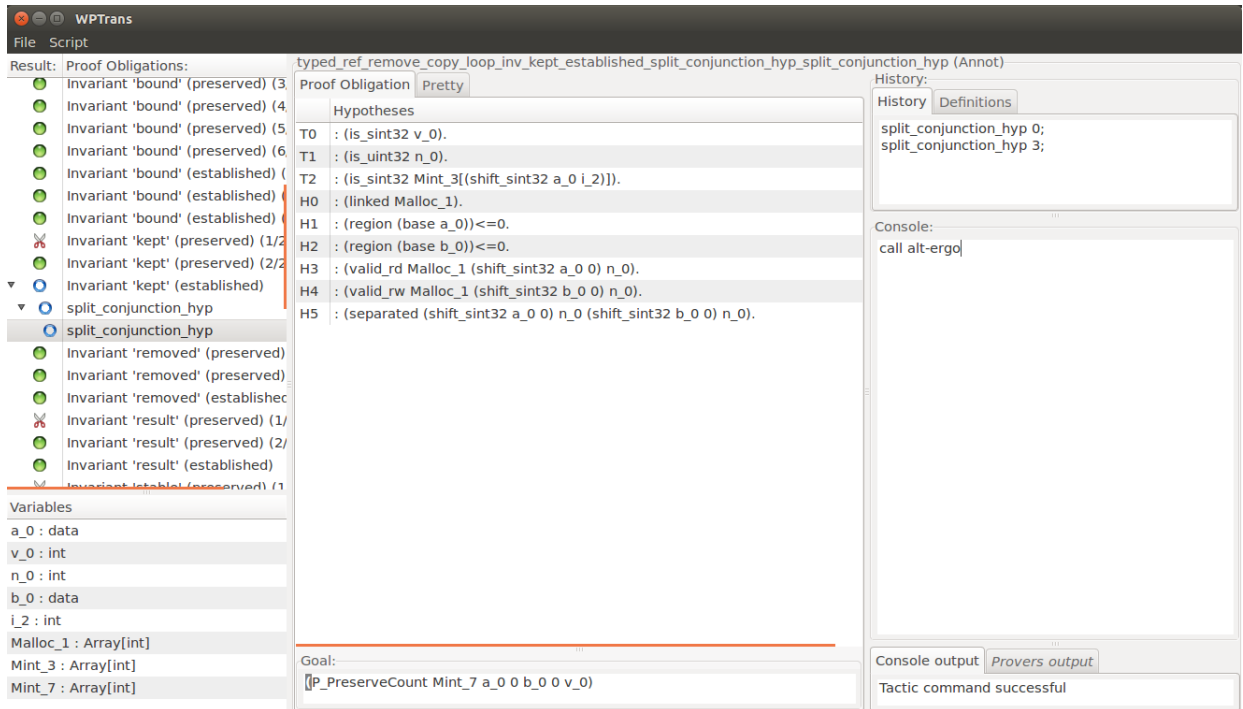 WPTrans
File Script
Result: Proof Obligations:
Invariant 'bound' (preserved) (3,
Invariant 'bound' (preserved) (4,
Invariant 'bound' (preserved) (5,
Invariant 'bound' (preserved) (6,
Invariant 'bound' (established) (
Invariant 'bound' (established) (
Invariant 'bound' (established) (
Invariant 'kept' (preserved) (1/2
Invariant 'kept' (preserved) (2/2
Invariant 'kept' (established)
split_conjunction_hyp
split_conjunction_hyp
Invariant 'removed' (preserved)
Invariant 'removed' (preserved)
Invariant 'removed' (established
Invariant 'result' (preserved) (1/
Invariant 'result' (preserved) (2/
Invariant 'result' (established)
Invariant 'stable' (preserved) (1
Variables
a_0 : data
v_0 : int
n_0 : int
b_0 : data
i_2 : int
Malloc_1 : Array[int]
Mint_3 : Array[int]
Mint_7 : Array[int]
typed_ref_remove_copy_loop_inv_kept_established_split_conjunction_hyp_split_conjunction_hyp (Annot)
Proof Obligation Pretty
Hypotheses
T0 : (is_sint32 v_0).
T1 : (is_uint32 n_0).
T2 : (is_sint32 Mint_3[(shift_sint32 a_0 i_2)]).
H0 : (linked Malloc_1).
H1 : (region (base a_0))<=0.
H2 : (region (base b_0))<=0.
H3 : (valid_rd Malloc_1 (shift_sint32 a_0 0) n_0).
H4 : (valid_rw Malloc_1 (shift_sint32 b_0 0) n_0).
H5 : (separated (shift_sint32 a_0 0) n_0 (shift_sint32 b_0 0) n_0).
Goal:
(P_PreserveCount Mint_7 a_0 0 b_0 0 v_0)
History:
History Definitions
split_conjunction_hyp 0;
split_conjunction_hyp 3;
Console:
call alt-ergo
Console output Provers output
Tactic command successful